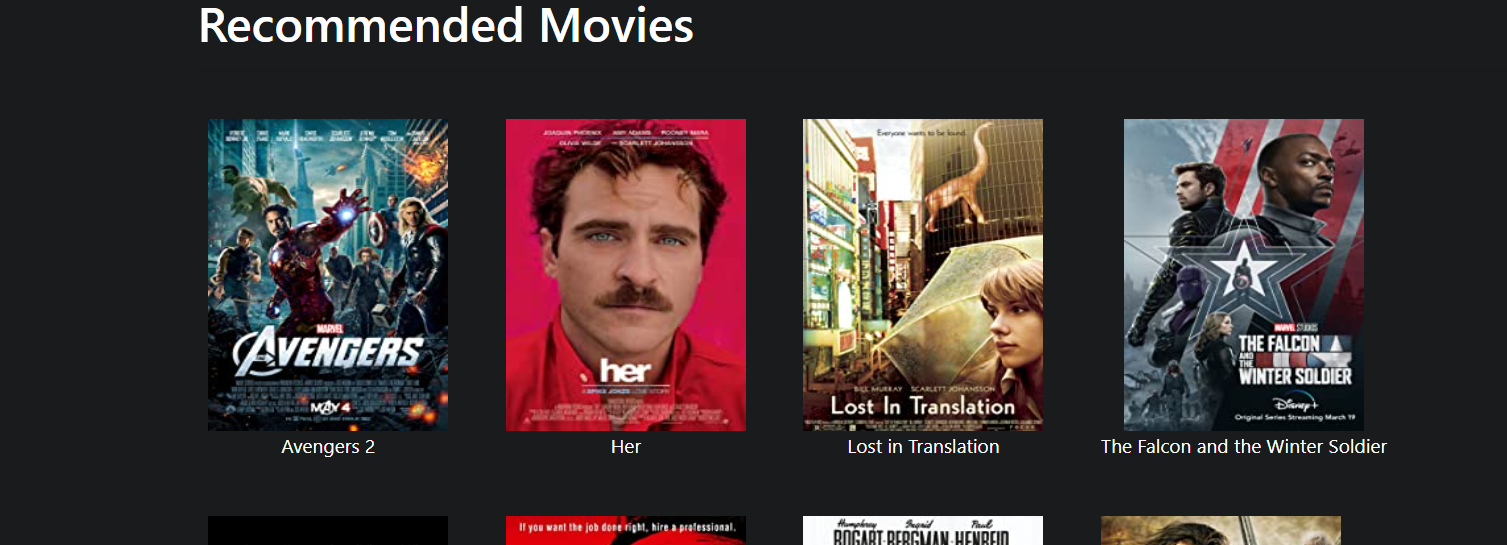 Recommended Movies
MARVEL
AVENGERS
MAY 4
Avengers 2
JOAQUIN PHOENIX AMY ADAMS ROONEY MARA
OLIVIA WILDE SCARLETT JOHANSSON
her
A SPIKE JONZE LOVE STORY
Her
Everyone wants to be found.
BILL MURRAY SCARLETT JOHANSSON
Lost In Translation
Lost in Translation
MARVEL STUDIOS
THE FALCON
AND THE
WINTER SOLDIER
Disney+
Original Series Streaming March 19
The Falcon and the Winter Soldier
If you want the job done right, hire a professional.
Humphrey Ingrid Paul
BOGART·BERGMAN·HENREID